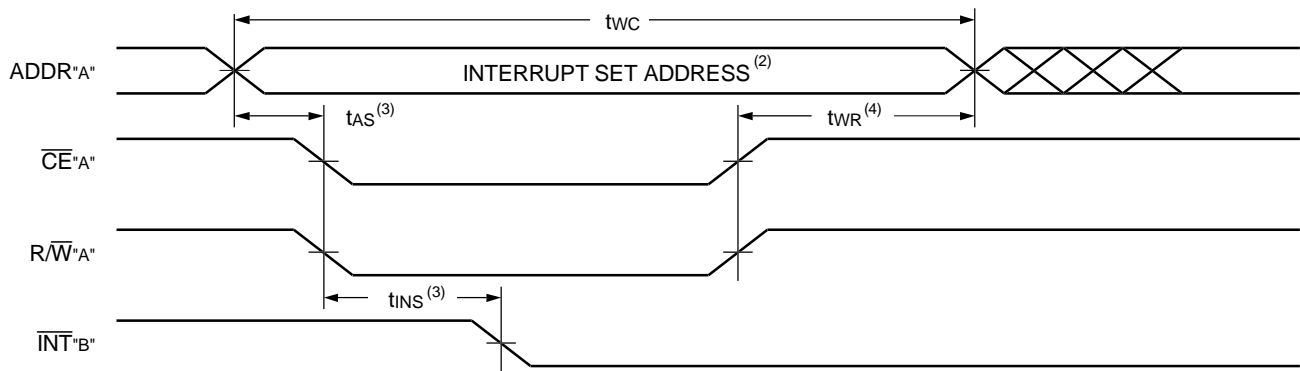 tWC
ADDR"A"
INTERRUPT SET ADDRESS(2)
tAS(3)
tWR(4)
CE"A"
R/W"A"
tINS(3)
INT"B"